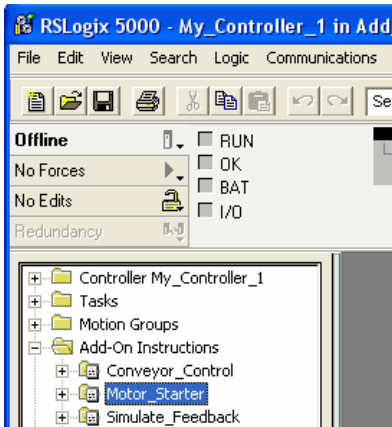 RSLogix 5000 - My_Controller_1 in Add
File Edit View Search Logic Communications
Se
Offline RUN
No Forces OK
BAT
No Edits I/O
Redundancy
Controller My_Controller_1
Tasks
Motion Groups
Add-On Instructions
Conveyor_Control
Motor_Starter
Simulate_Feedback